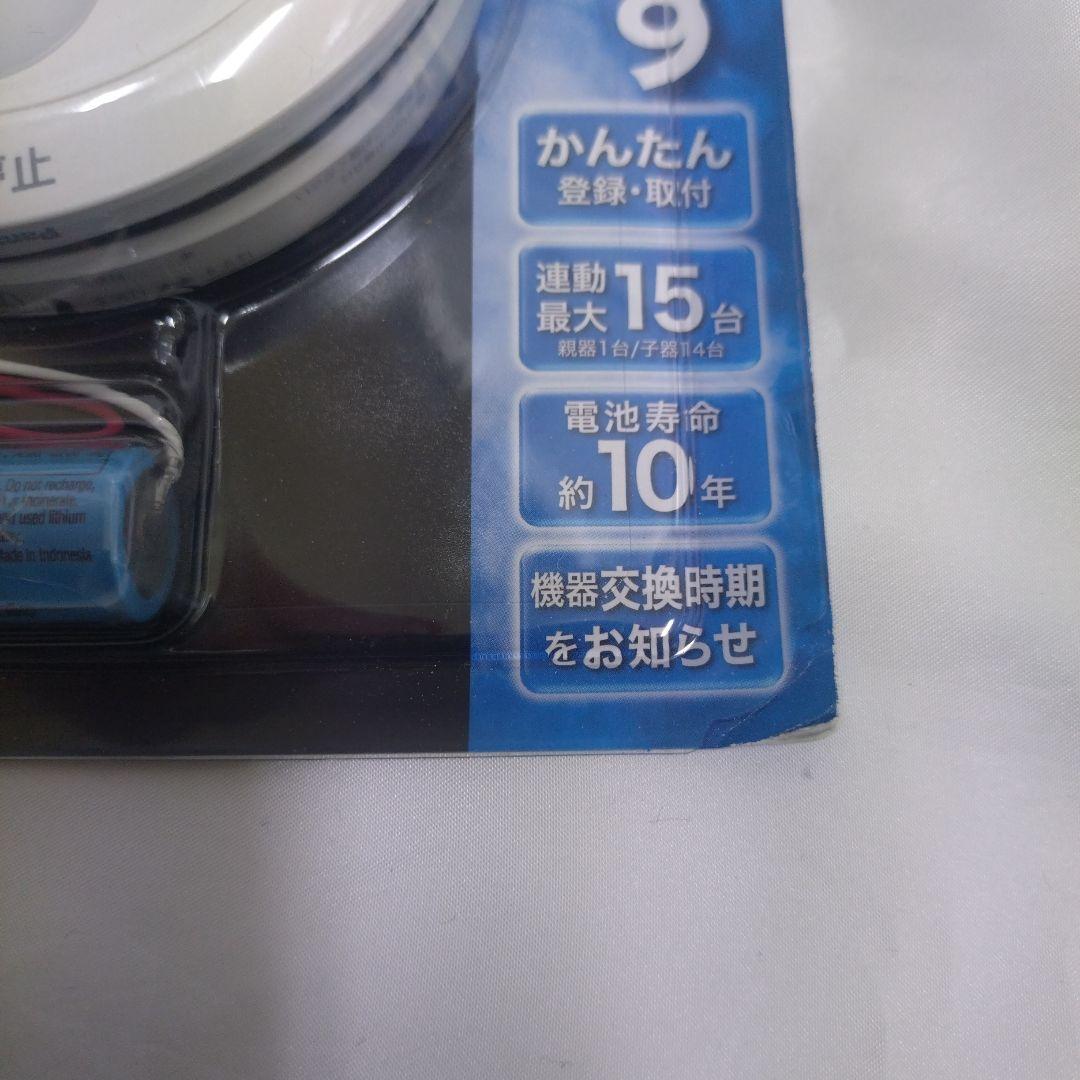 9
停止
かんたん
登録・取付
連動
最大15台
親器1台/子器14台
電池寿命
約10年
機器交換時期
をお知らせ
Do not recharge,
used lithium
Made in Indonesia